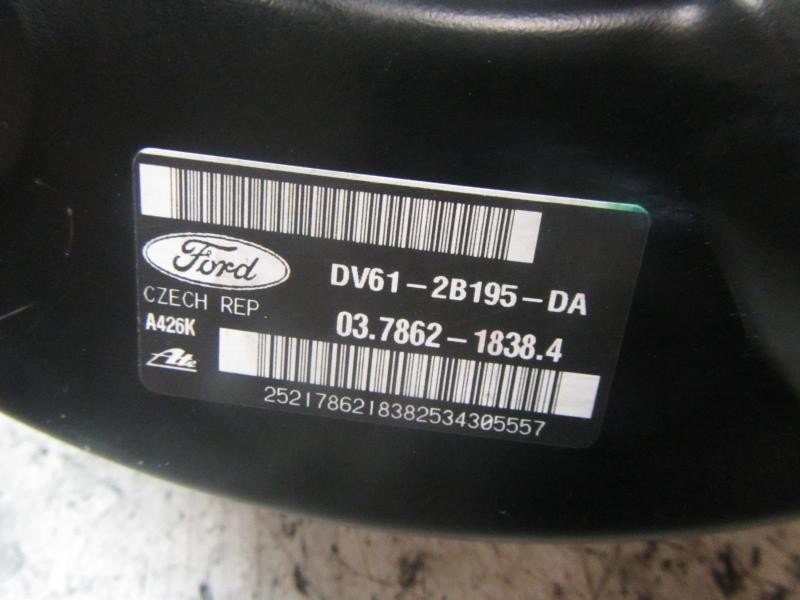 Ford
DV61-2B195-DA
CZECH REP
03.7862-1838.4
A426K
Ate
2521786218382534305557